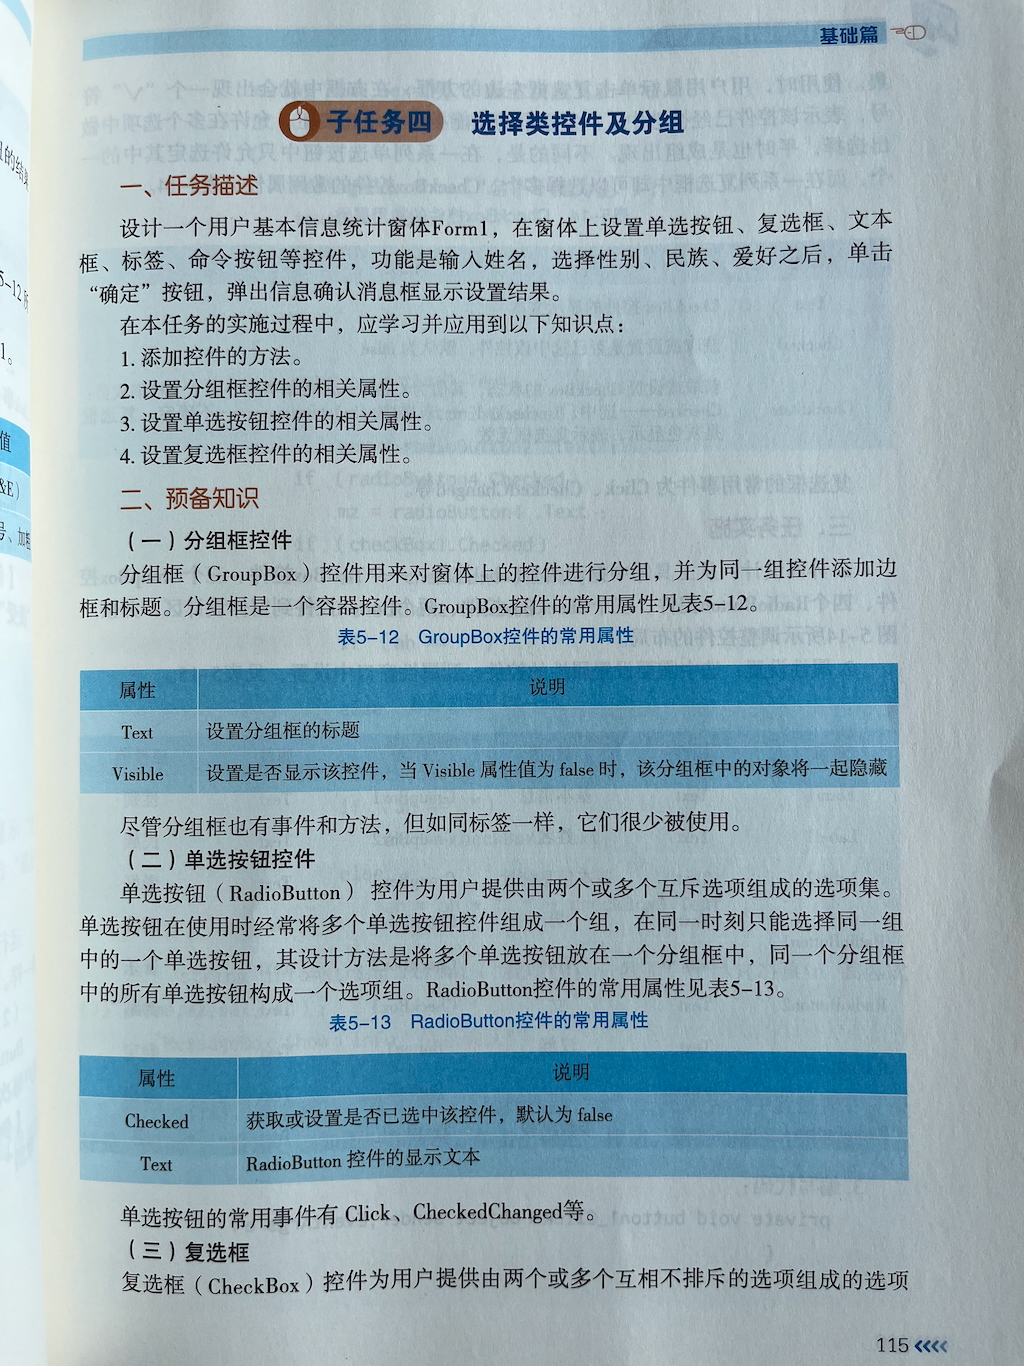 基础篇
子任务四 选择类控件及分组
一、任务描述
设计一个用户基本信息统计窗体Form1，在窗体上设置单选按钮、复选框、文本
框、标签、命令按钮等控件，功能是输入姓名，选择性别、民族、爱好之后，单击
“确定”按钮，弹出信息确认消息框显示设置结果。
在本任务的实施过程中，应学习并应用到以下知识点：
1. 添加控件的方法。
2. 设置分组框控件的相关属性。
3. 设置单选按钮控件的相关属性。
4. 设置复选框控件的相关属性。
二、预备知识
（一）分组框控件
分组框（GroupBox）控件用来对窗体上的控件进行分组，并为同一组控件添加边
框和标题。分组框是一个容器控件。GroupBox控件的常用属性见表5-12。
表5-12 GroupBox控件的常用属性
属性 说明
Text 设置分组框的标题
Visible 设置是否显示该控件，当 Visible 属性值为 false 时，该分组框中的对象将一起隐藏
尽管分组框也有事件和方法，但如同标签一样，它们很少被使用。
（二）单选按钮控件
单选按钮（RadioButton）控件为用户提供由两个或多个互斥选项组成的选项集。
单选按钮在使用时经常将多个单选按钮控件组成一个组，在同一时刻只能选择同一组
中的一个单选按钮，其设计方法是将多个单选按钮放在一个分组框中，同一个分组框
中的所有单选按钮构成一个选项组。RadioButton控件的常用属性见表5-13。
表5-13 RadioButton控件的常用属性
属性 说明
Checked 获取或设置是否已选中该控件，默认为 false
Text RadioButton 控件的显示文本
单选按钮的常用事件有 Click、CheckedChanged等。
（三）复选框
复选框（CheckBox）控件为用户提供由两个或多个互相不排斥的选项组成的选项
115